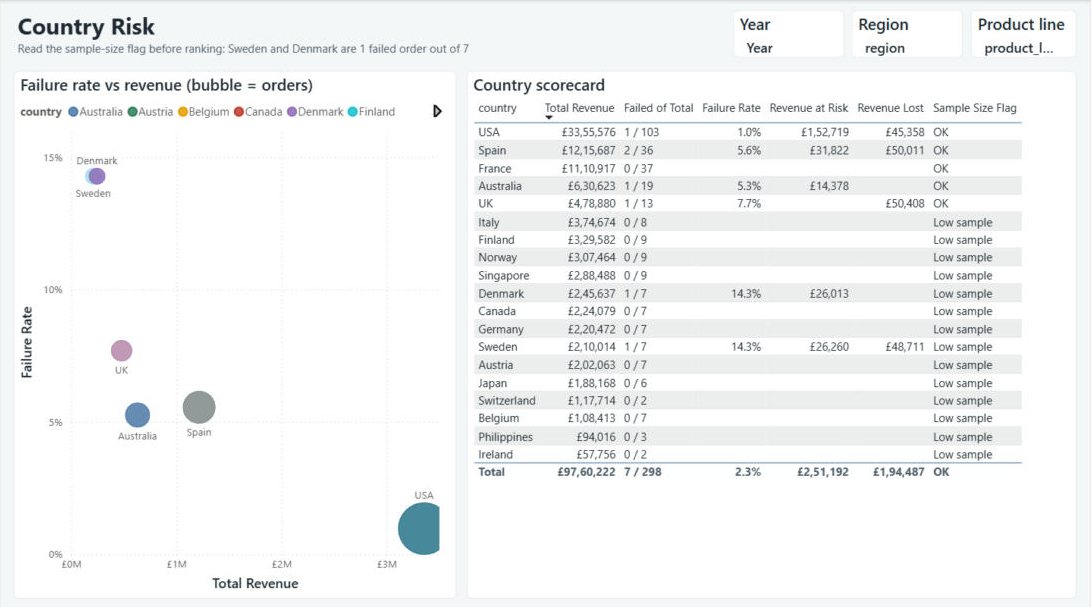 Country Risk
Read the sample-size flag before ranking: Sweden and Denmark are 1 failed order out of 7
Year
Year
Region
region
Product line
product_l...
Failure rate vs revenue (bubble = orders)
country Australia Austria Belgium Canada Denmark Finland
15%
Denmark
Sweden
10%
Failure Rate
UK
5%
Australia
Spain
USA
0%
£0M £1M £2M £3M
Total Revenue
Country scorecard
country Total Revenue Failed of Total Failure Rate Revenue at Risk Revenue Lost Sample Size Flag
USA £33,55,576 1 / 103 1.0% £1,52,719 £45,358 OK
Spain £12,15,687 2 / 36 5.6% £31,822 £50,011 OK
France £11,10,917 0 / 37 OK
Australia £6,30,623 1 / 19 5.3% £14,378 OK
UK £4,78,880 1 / 13 7.7% £50,408 OK
Italy £3,74,674 0 / 8 Low sample
Finland £3,29,582 0 / 9 Low sample
Norway £3,07,464 0 / 9 Low sample
Singapore £2,88,488 0 / 9 Low sample
Denmark £2,45,637 1 / 7 14.3% £26,013 Low sample
Canada £2,24,079 0 / 7 Low sample
Germany £2,20,472 0 / 7 Low sample
Sweden £2,10,014 1 / 7 14.3% £26,260 £48,711 Low sample
Austria £2,02,063 0 / 7 Low sample
Japan £1,88,168 0 / 6 Low sample
Switzerland £1,17,714 0 / 2 Low sample
Belgium £1,08,413 0 / 7 Low sample
Philippines £94,016 0 / 3 Low sample
Ireland £57,756 0 / 2 Low sample
Total £97,60,222 7 / 298 2.3% £2,51,192 £1,94,487 OK